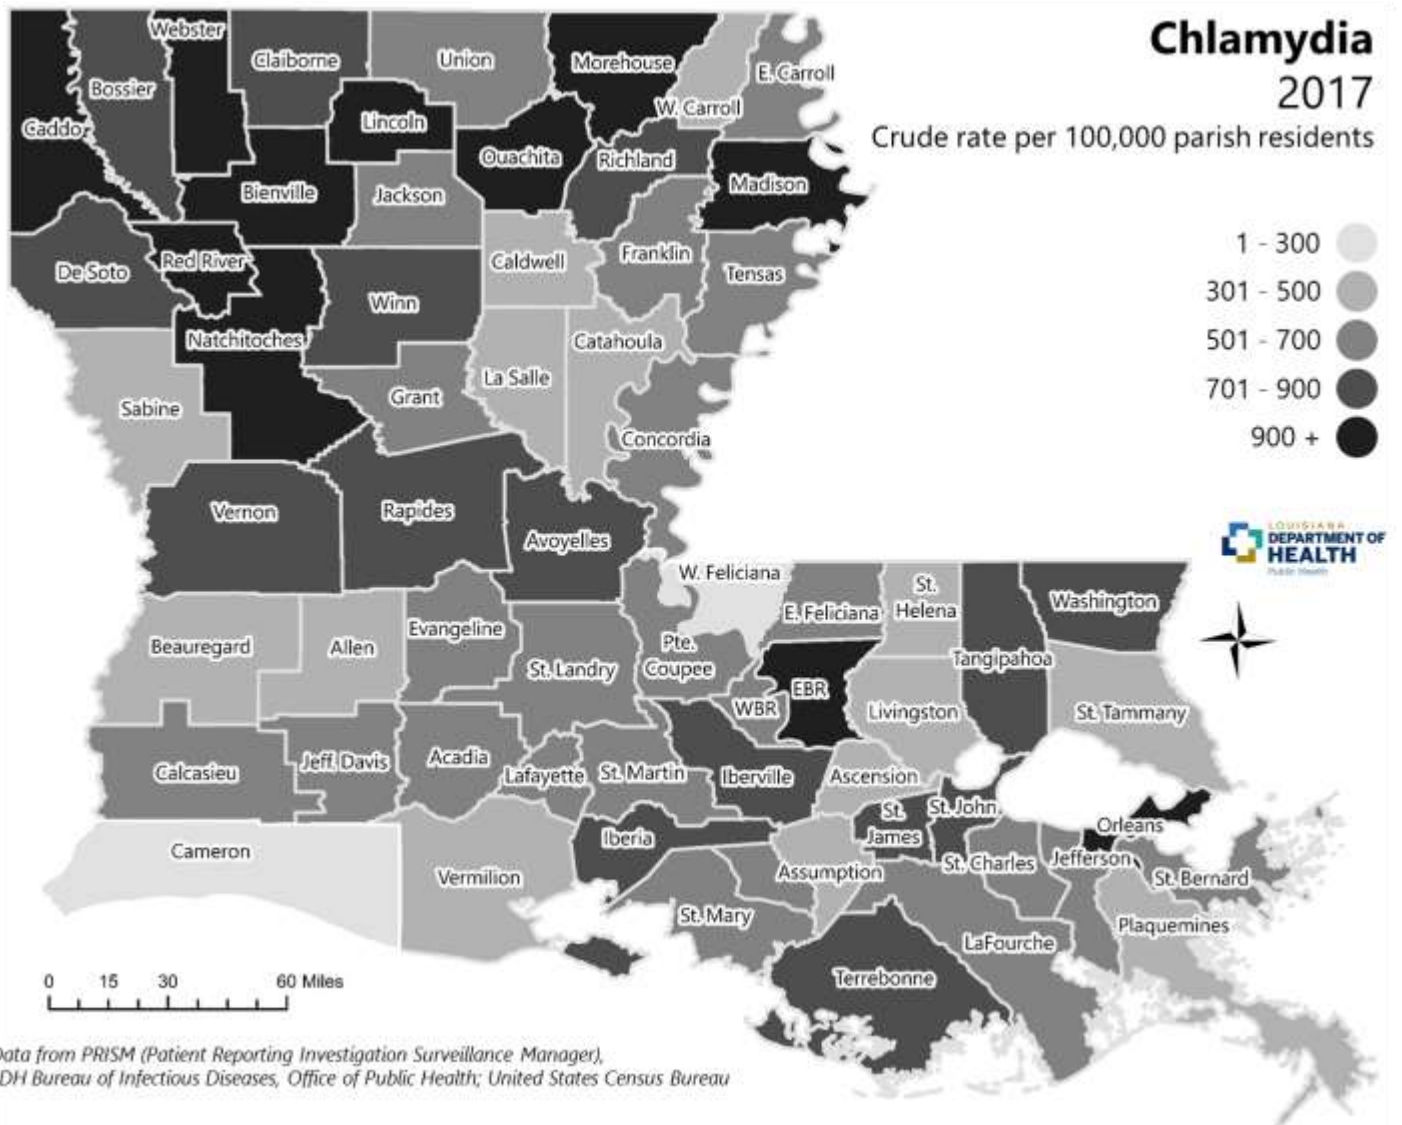 Chlamydia
2017
Crude rate per 100,000 parish residents
1 - 300
301 - 500
501 - 700
701 - 900
900 +
LOUISIANA
DEPARTMENT OF
HEALTH
Public Health
Webster
Claiborne
Union
Morehouse
E. Carroll
Bossier
W. Carroll
Caddo
Lincoln
Ouachita
Richland
Madison
Bienville
Jackson
De Soto
Red River
Caldwell
Franklin
Tensas
Winn
Natchitoches
Catahoula
La Salle
Sabine
Grant
Concordia
Vernon
Rapides
Avoyelles
W. Feliciana
E. Feliciana
St.
Helena
Washington
Beauregard
Allen
Evangeline
St. Landry
Pte.
Coupee
Tangipahoa
EBR
WBR
Livingston
St. Tammany
Calcasieu
Jeff. Davis
Acadia
Lafayette
St. Martin
Iberville
Ascension
St.
James
St. John
Orleans
Cameron
Vermilion
Iberia
Assumption
St. Charles
Jefferson
St. Bernard
St. Mary
Plaquemines
LaFourche
Terrebonne
0 15 30 60 Miles
Data from PRISM (Patient Reporting Investigation Surveillance Manager),
DH Bureau of Infectious Diseases, Office of Public Health; United States Census Bureau